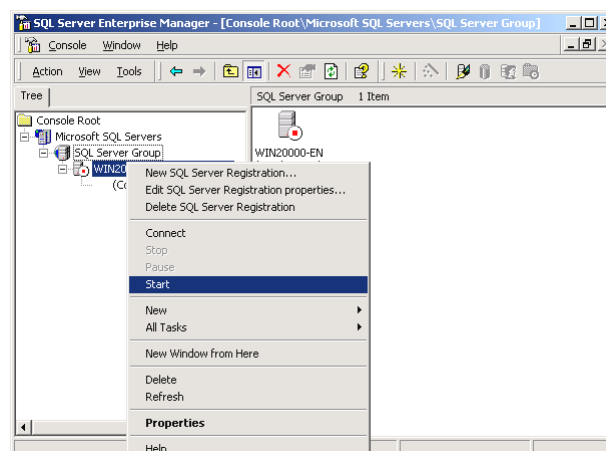 SQL Server Enterprise Manager - [Console Root\Microsoft SQL Servers\SQL Server Group]
Console Window Help
Action View Tools
Tree
SQL Server Group 1 Item
Console Root
Microsoft SQL Servers
SQL Server Group
WIN20
(Co
WIN20000-EN
New SQL Server Registration...
Edit SQL Server Registration properties...
Delete SQL Server Registration
Connect
Stop
Pause
Start
New
All Tasks
New Window from Here
Delete
Refresh
Properties
Help